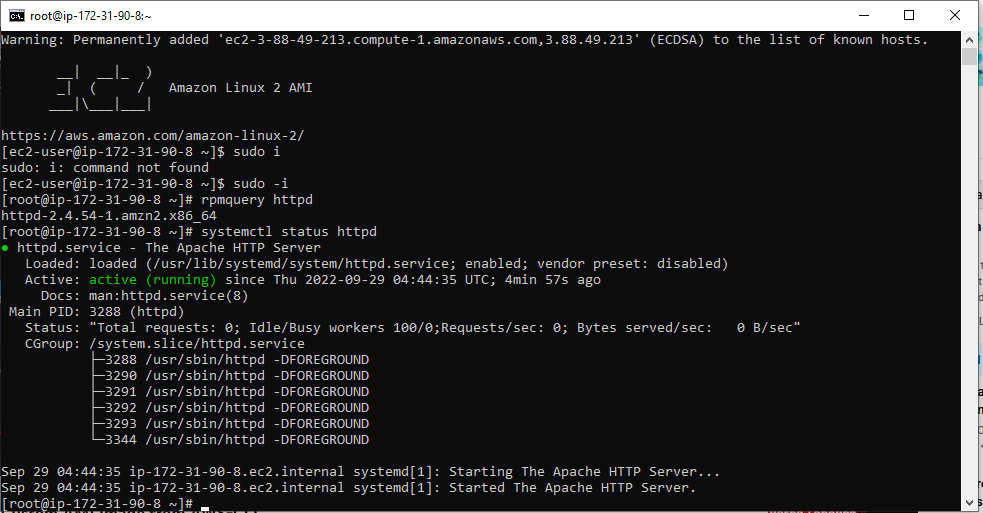 root@ip-172-31-90-8:~
Warning: Permanently added 'ec2-3-88-49-213.compute-1.amazonaws.com,3.88.49.213' (ECDSA) to the list of known hosts.
       __|  __|_  )
       _|  (     /   Amazon Linux 2 AMI
      ___|\___|___|
https://aws.amazon.com/amazon-linux-2/
[ec2-user@ip-172-31-90-8 ~]$ sudo i
sudo: i: command not found
[ec2-user@ip-172-31-90-8 ~]$ sudo -i
[root@ip-172-31-90-8 ~]# rpmquery httpd
httpd-2.4.54-1.amzn2.x86_64
[root@ip-172-31-90-8 ~]# systemctl status httpd
● httpd.service - The Apache HTTP Server
   Loaded: loaded (/usr/lib/systemd/system/httpd.service; enabled; vendor preset: disabled)
   Active: active (running) since Thu 2022-09-29 04:44:35 UTC; 4min 57s ago
     Docs: man:httpd.service(8)
 Main PID: 3288 (httpd)
   Status: "Total requests: 0; Idle/Busy workers 100/0;Requests/sec: 0; Bytes served/sec:   0 B/sec"
   CGroup: /system.slice/httpd.service
           ├─3288 /usr/sbin/httpd -DFOREGROUND
           ├─3290 /usr/sbin/httpd -DFOREGROUND
           ├─3291 /usr/sbin/httpd -DFOREGROUND
           ├─3292 /usr/sbin/httpd -DFOREGROUND
           ├─3293 /usr/sbin/httpd -DFOREGROUND
           └─3344 /usr/sbin/httpd -DFOREGROUND
Sep 29 04:44:35 ip-172-31-90-8.ec2.internal systemd[1]: Starting The Apache HTTP Server...
Sep 29 04:44:35 ip-172-31-90-8.ec2.internal systemd[1]: Started The Apache HTTP Server.
[root@ip-172-31-90-8 ~]#